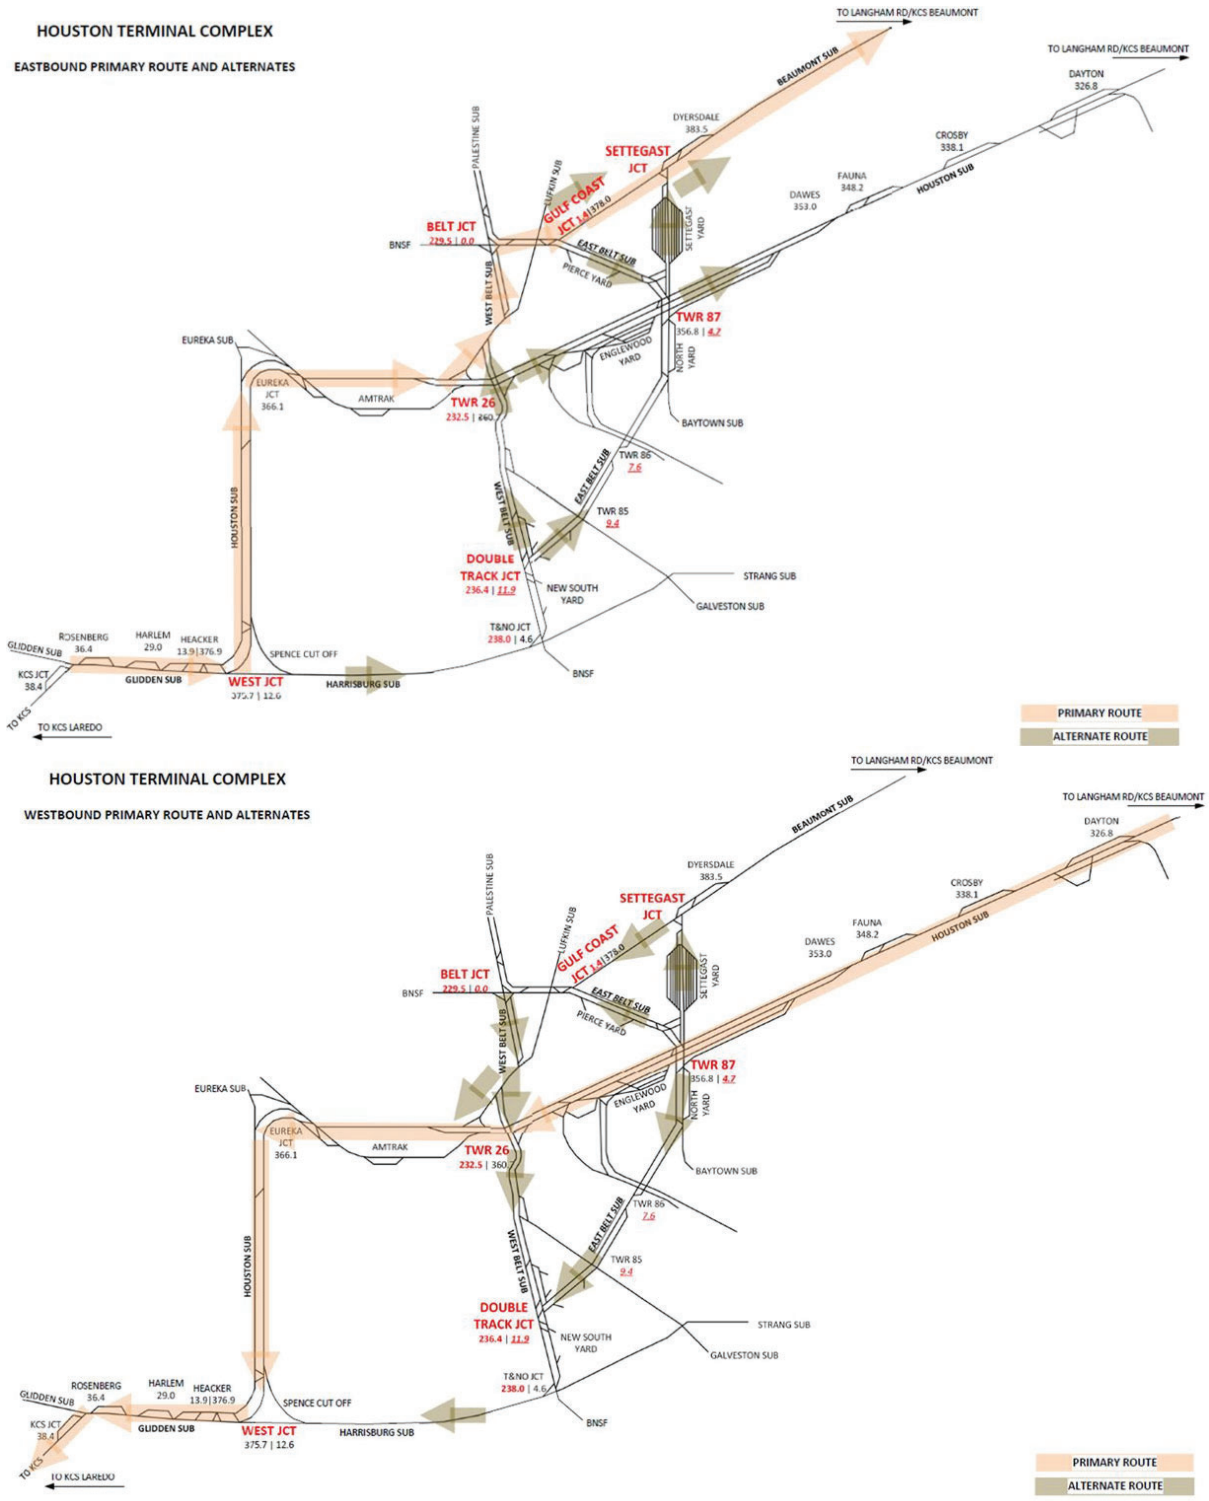 HOUSTON TERMINAL COMPLEX
EASTBOUND PRIMARY ROUTE AND ALTERNATES
TO LANGHAM RD/KCS BEAUMONT
TO LANGHAM RD/KCS BEAUMONT
BEAUMONT SUB
DAYTON
326.8
DYERSDALE
383.5
CROSBY
338.1
PALESTINE SUB
SETTEGAST
JCT
LUFKIN SUB
FAUNA
348.2
HOUSTON SUB
DAWES
353.0
GULF COAST
JCT 1.4|378.0
BELT JCT
229.5 | 0.0
BNSF
SETTEGAST
YARD
EAST BELT SUB
PIERCE YARD
WEST BELT SUB
TWR 87
356.8 | 4.7
EUREKA SUB
ENGLEWOOD
YARD
NORTH
YARD
EUREKA
JCT
366.1
AMTRAK
TWR 26
232.5 | 360.
BAYTOWN SUB
TWR 86
7.6
EAST BELT SUB
HOUSTON SUB
WEST BELT SUB
TWR 85
9.4
DOUBLE
TRACK JCT
236.4 | 11.9
NEW SOUTH
YARD
STRANG SUB
GALVESTON SUB
T&NO JCT
238.0 | 4.6
BNSF
ROSENBERG
36.4
HARLEM
29.0
HEACKER
13.9|376.9
SPENCE CUT OFF
GLIDDEN SUB
KCS JCT
38.4
GLIDDEN SUB
WEST JCT
375.7 | 12.6
HARRISBURG SUB
TO KCS
TO KCS LAREDO
PRIMARY ROUTE
ALTERNATE ROUTE
HOUSTON TERMINAL COMPLEX
WESTBOUND PRIMARY ROUTE AND ALTERNATES
TO LANGHAM RD/KCS BEAUMONT
TO LANGHAM RD/KCS BEAUMONT
BEAUMONT SUB
DAYTON
326.8
DYERSDALE
383.5
CROSBY
338.1
PALESTINE SUB
SETTEGAST
JCT
LUFKIN SUB
FAUNA
348.2
HOUSTON SUB
DAWES
353.0
GULF COAST
JCT 1.4|378.0
BELT JCT
229.5 | 0.0
BNSF
SETTEGAST
YARD
EAST BELT SUB
PIERCE YARD
WEST BELT SUB
TWR 87
356.8 | 4.7
EUREKA SUB
ENGLEWOOD
YARD
NORTH
YARD
EUREKA
JCT
366.1
AMTRAK
TWR 26
232.5 | 360.
BAYTOWN SUB
TWR 86
7.6
EAST BELT SUB
HOUSTON SUB
WEST BELT SUB
TWR 85
9.4
DOUBLE
TRACK JCT
236.4 | 11.9
NEW SOUTH
YARD
STRANG SUB
GALVESTON SUB
T&NO JCT
238.0 | 4.6
BNSF
ROSENBERG
36.4
HARLEM
29.0
HEACKER
13.9|376.9
SPENCE CUT OFF
GLIDDEN SUB
KCS JCT
38.4
GLIDDEN SUB
WEST JCT
375.7 | 12.6
HARRISBURG SUB
TO KCS
TO KCS LAREDO
PRIMARY ROUTE
ALTERNATE ROUTE